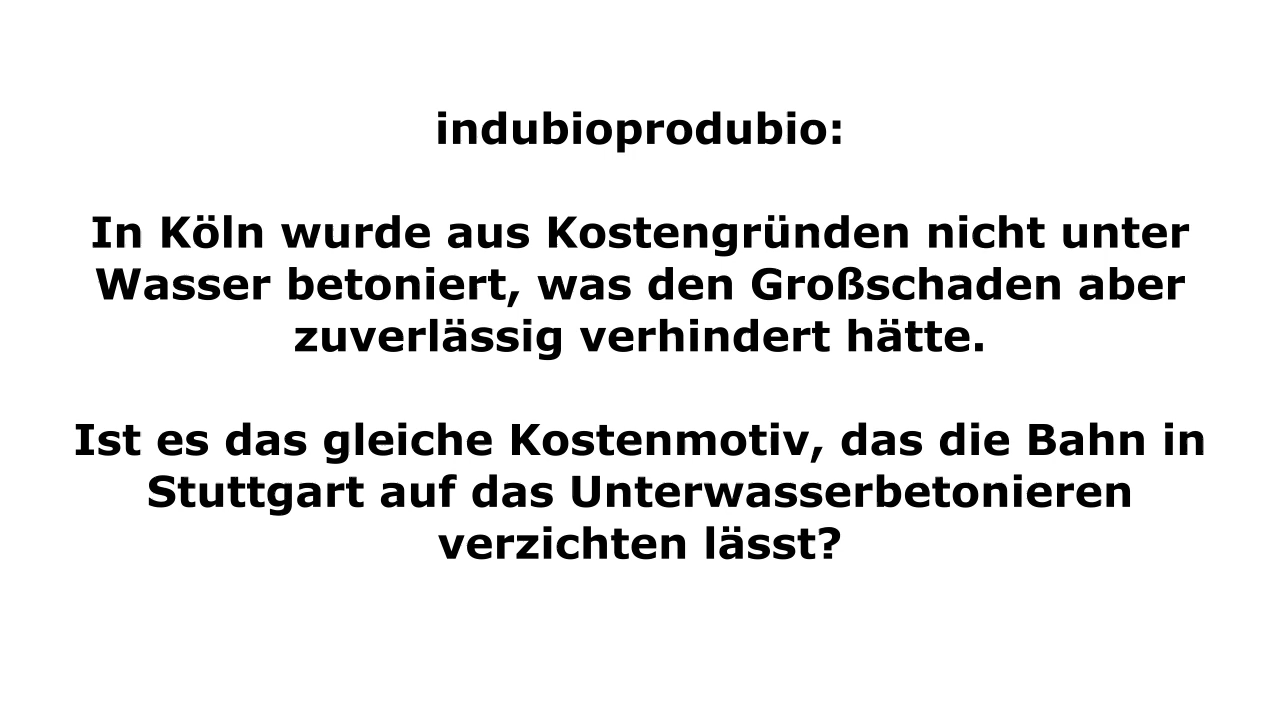 indubioprodubio:
In Köln wurde aus Kostengründen nicht unter
Wasser betoniert, was den Großschaden aber
zuverlässig verhindert hätte.
Ist es das gleiche Kostenmotiv, das die Bahn in
Stuttgart auf das Unterwasserbetonieren
verzichten lässt?